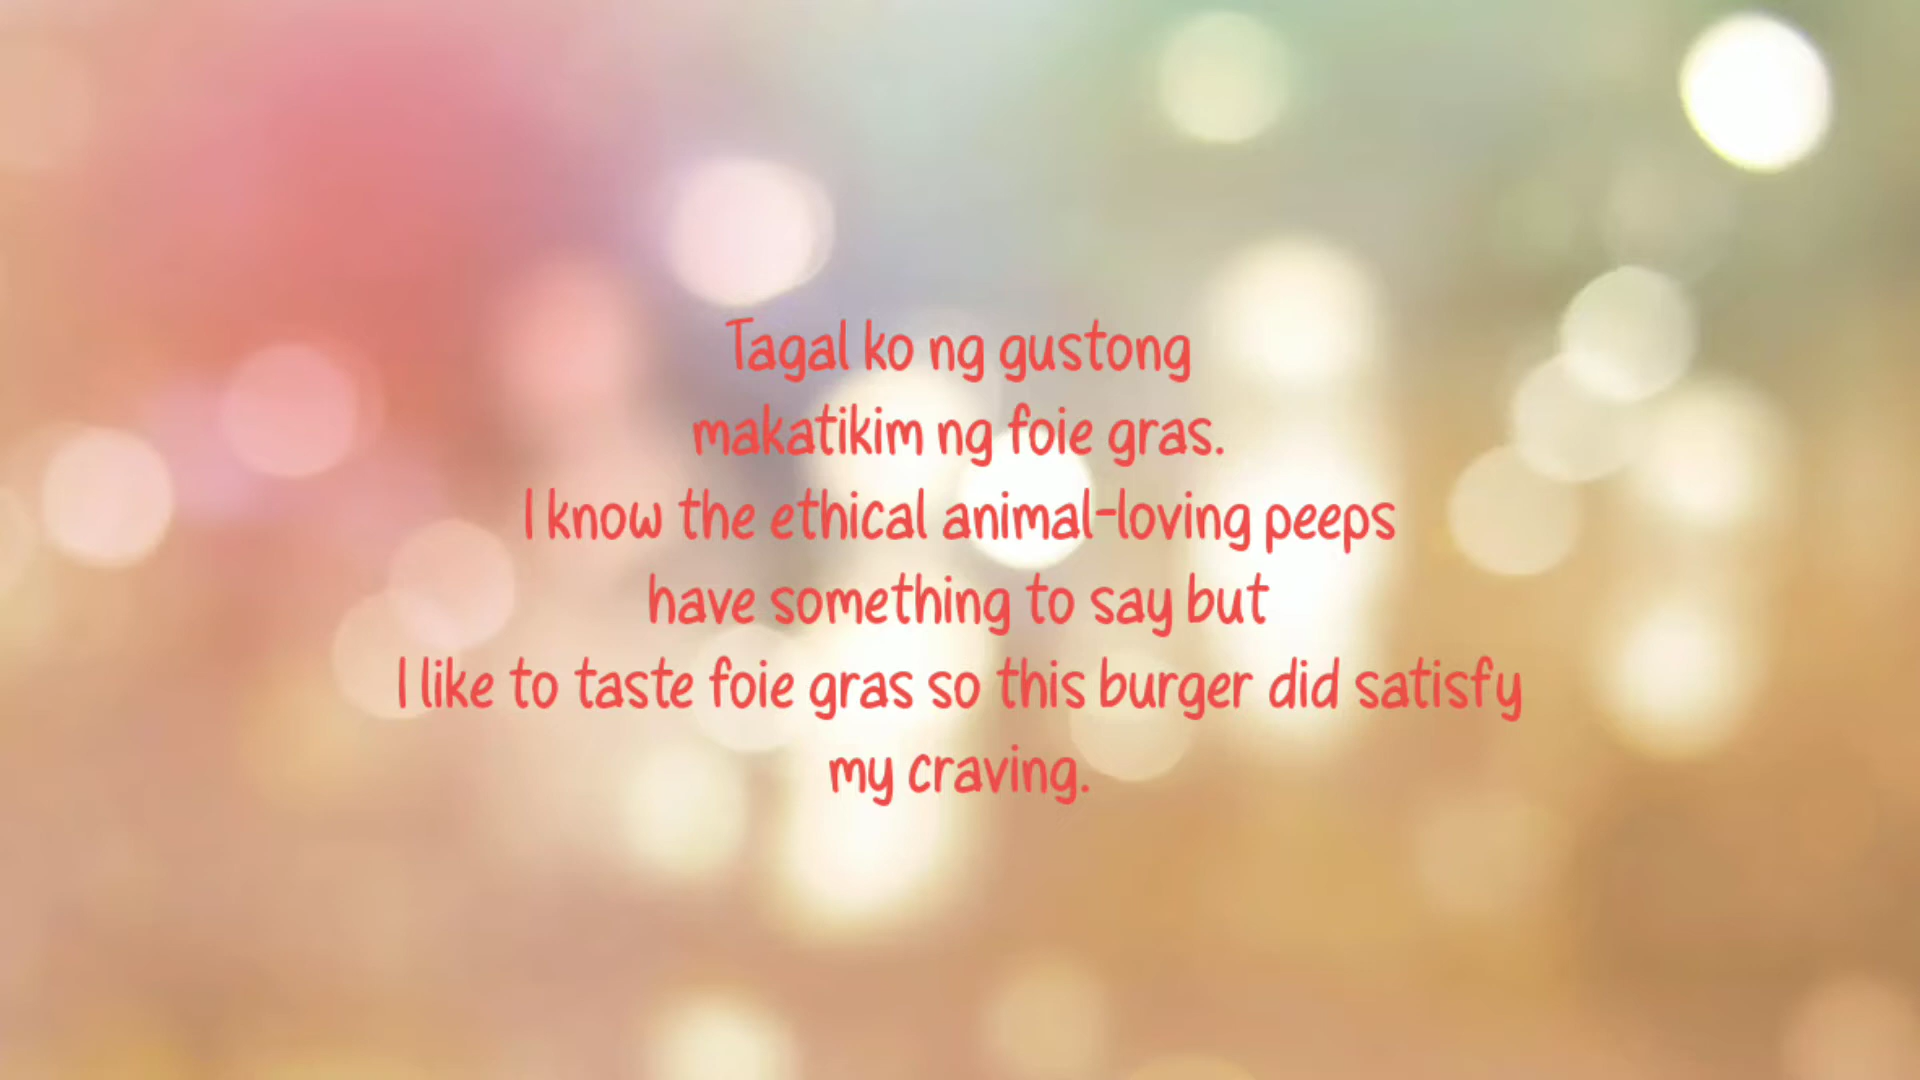 Tagal ko ng gustong
makatikim ng foie gras.
I know the ethical animal-loving peeps
have something to say but
I like to taste foie gras so this burger did satisfy
my craving.